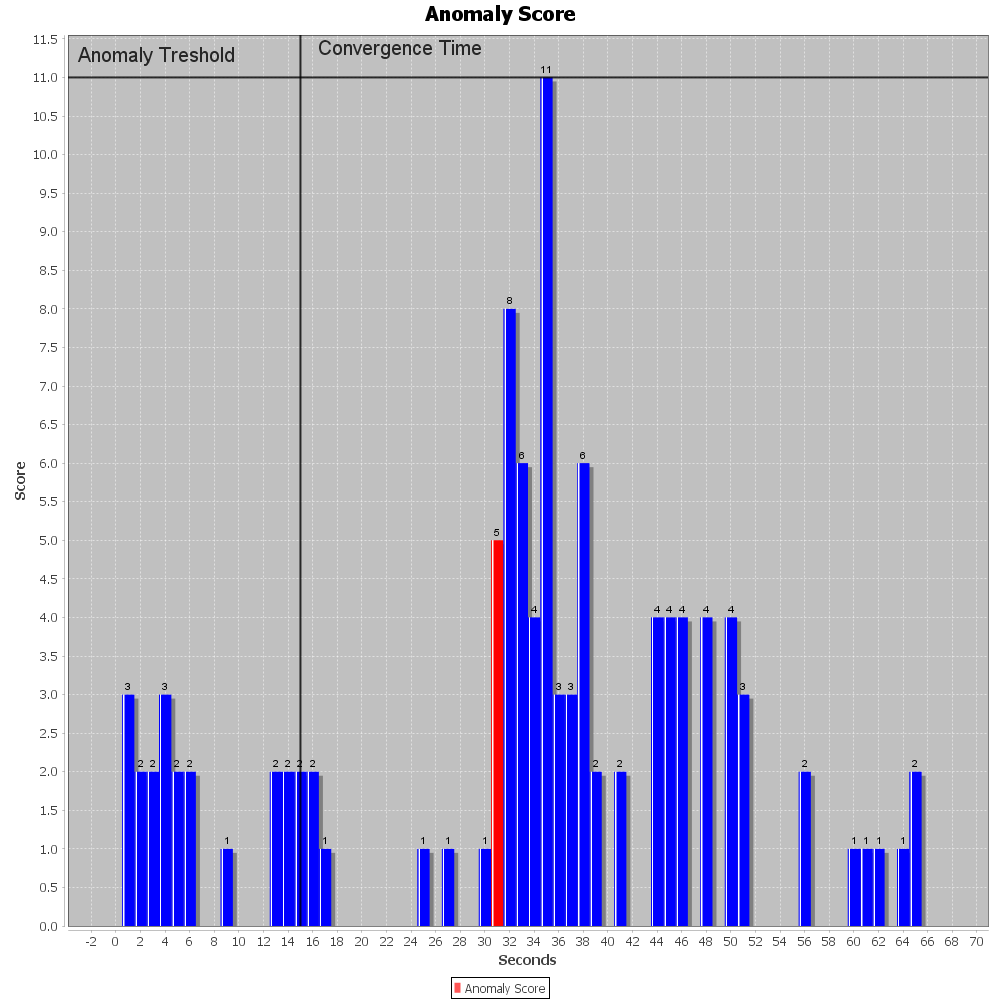 Anomaly Score
11.5
Anomaly Treshold
Convergence Time
11.0
11
10.5
10.0
9.5
9.0
8.5
8.0
8
7.5
7.0
6.5
6.0
6 6
5.5
5.0
5
4.5
4.0
4 4 4 4 4 4
3.5
3.0
3 3 3 3 3
2.5
2.0
2 2 2 2 2 2 2 2 2 2 2 2
1.5
1.0
1 1 1 1 1 1 1 1 1
0.5
0.0
Score
-2 0 2 4 6 8 10 12 14 16 18 20 22 24 26 28 30 32 34 36 38 40 42 44 46 48 50 52 54 56 58 60 62 64 66 68 70
Seconds
Anomaly Score